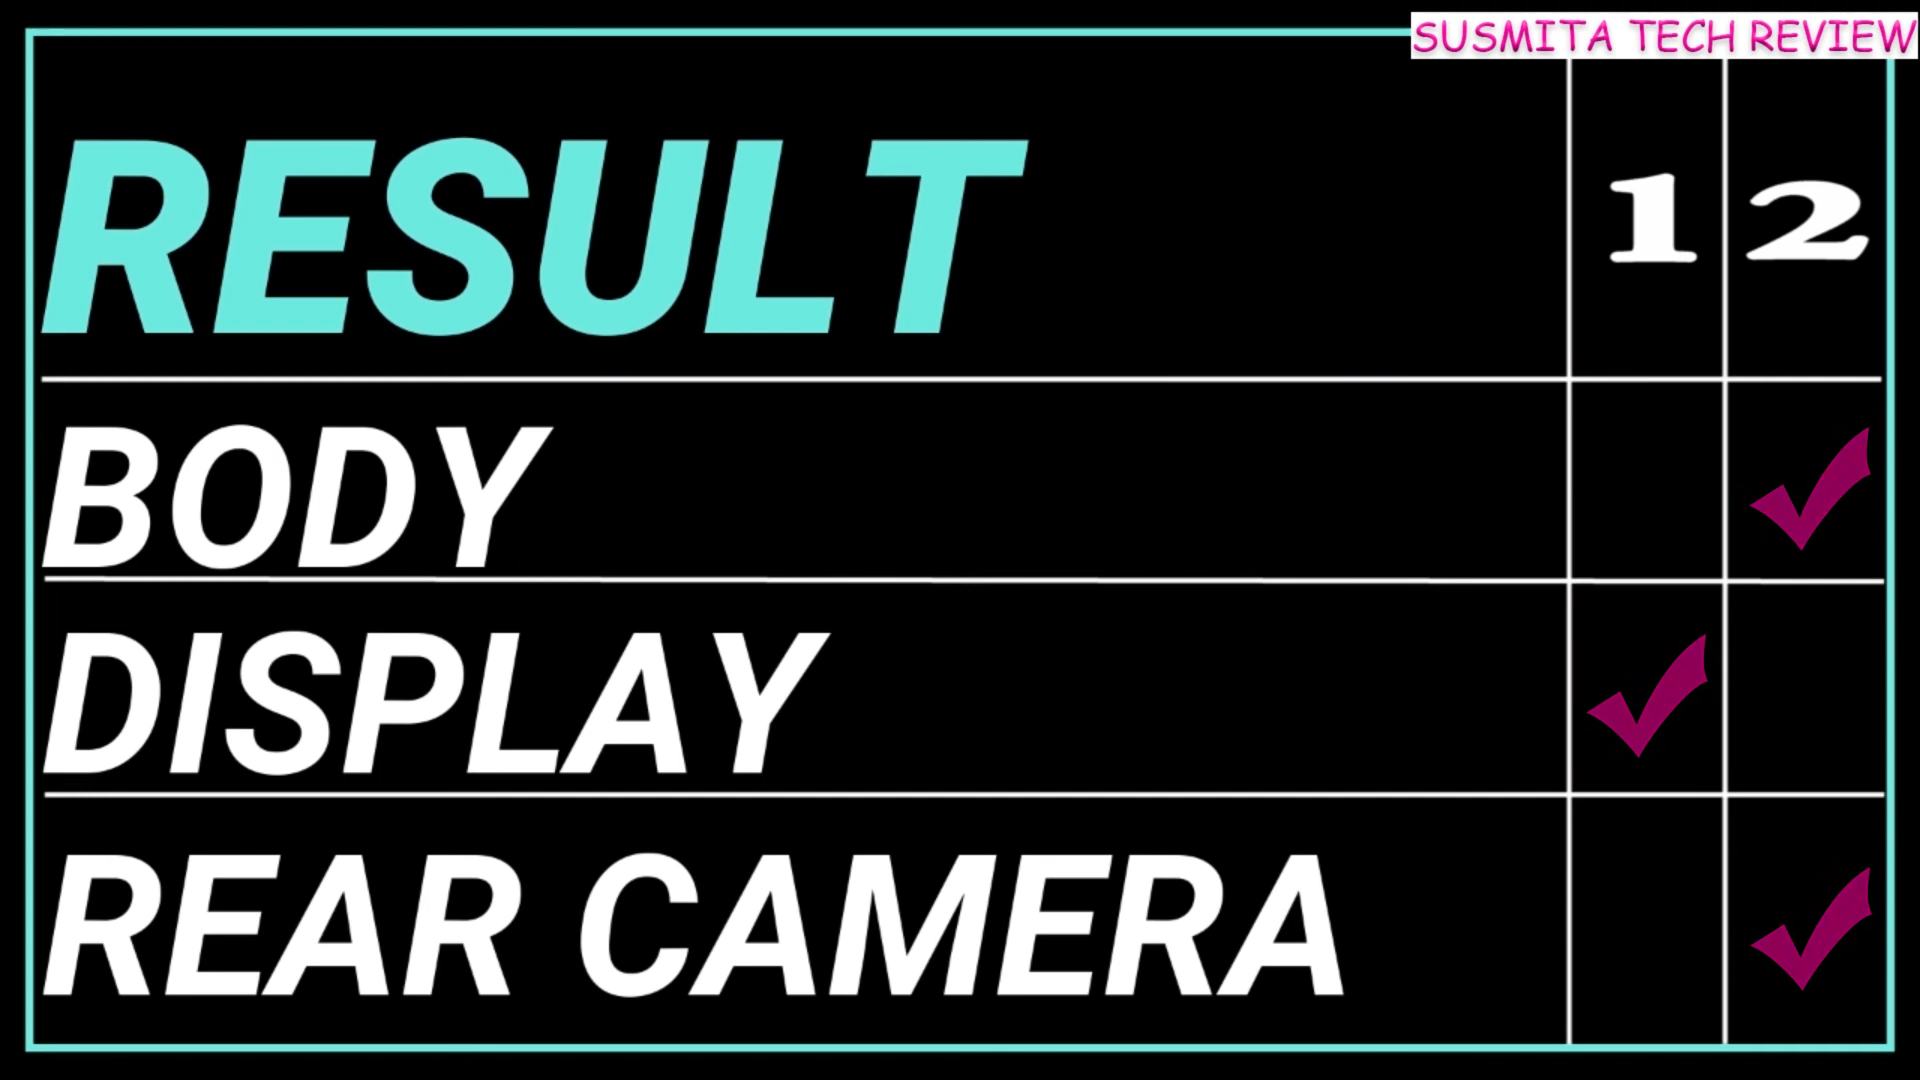 SUSMITA TECH REVIEW
RESULT 1 2
BODY
DISPLAY
REAR CAMERA